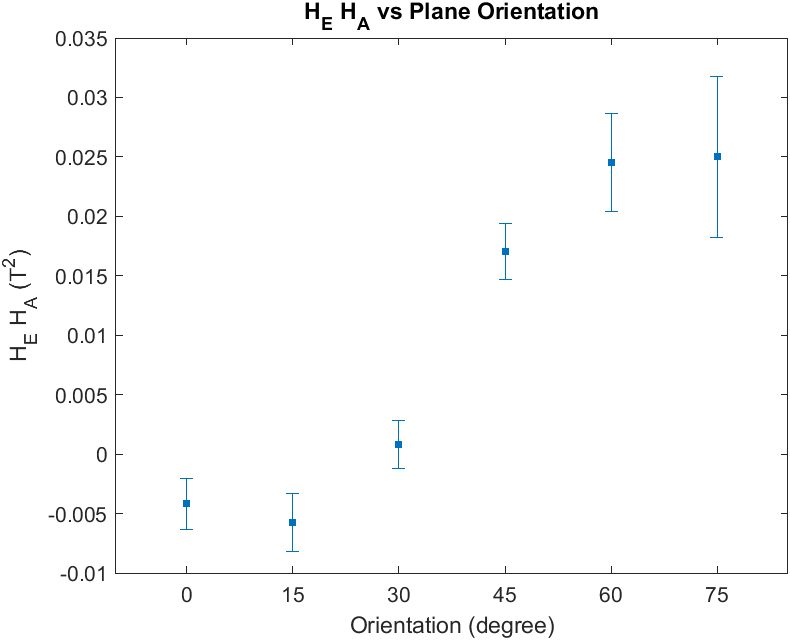 H_E H_A vs Plane Orientation
0.035
0.03
0.025
0.02
0.015
0.01
0.005
0
-0.005
-0.01
H_E H_A (T^2)
0 15 30 45 60 75
Orientation (degree)